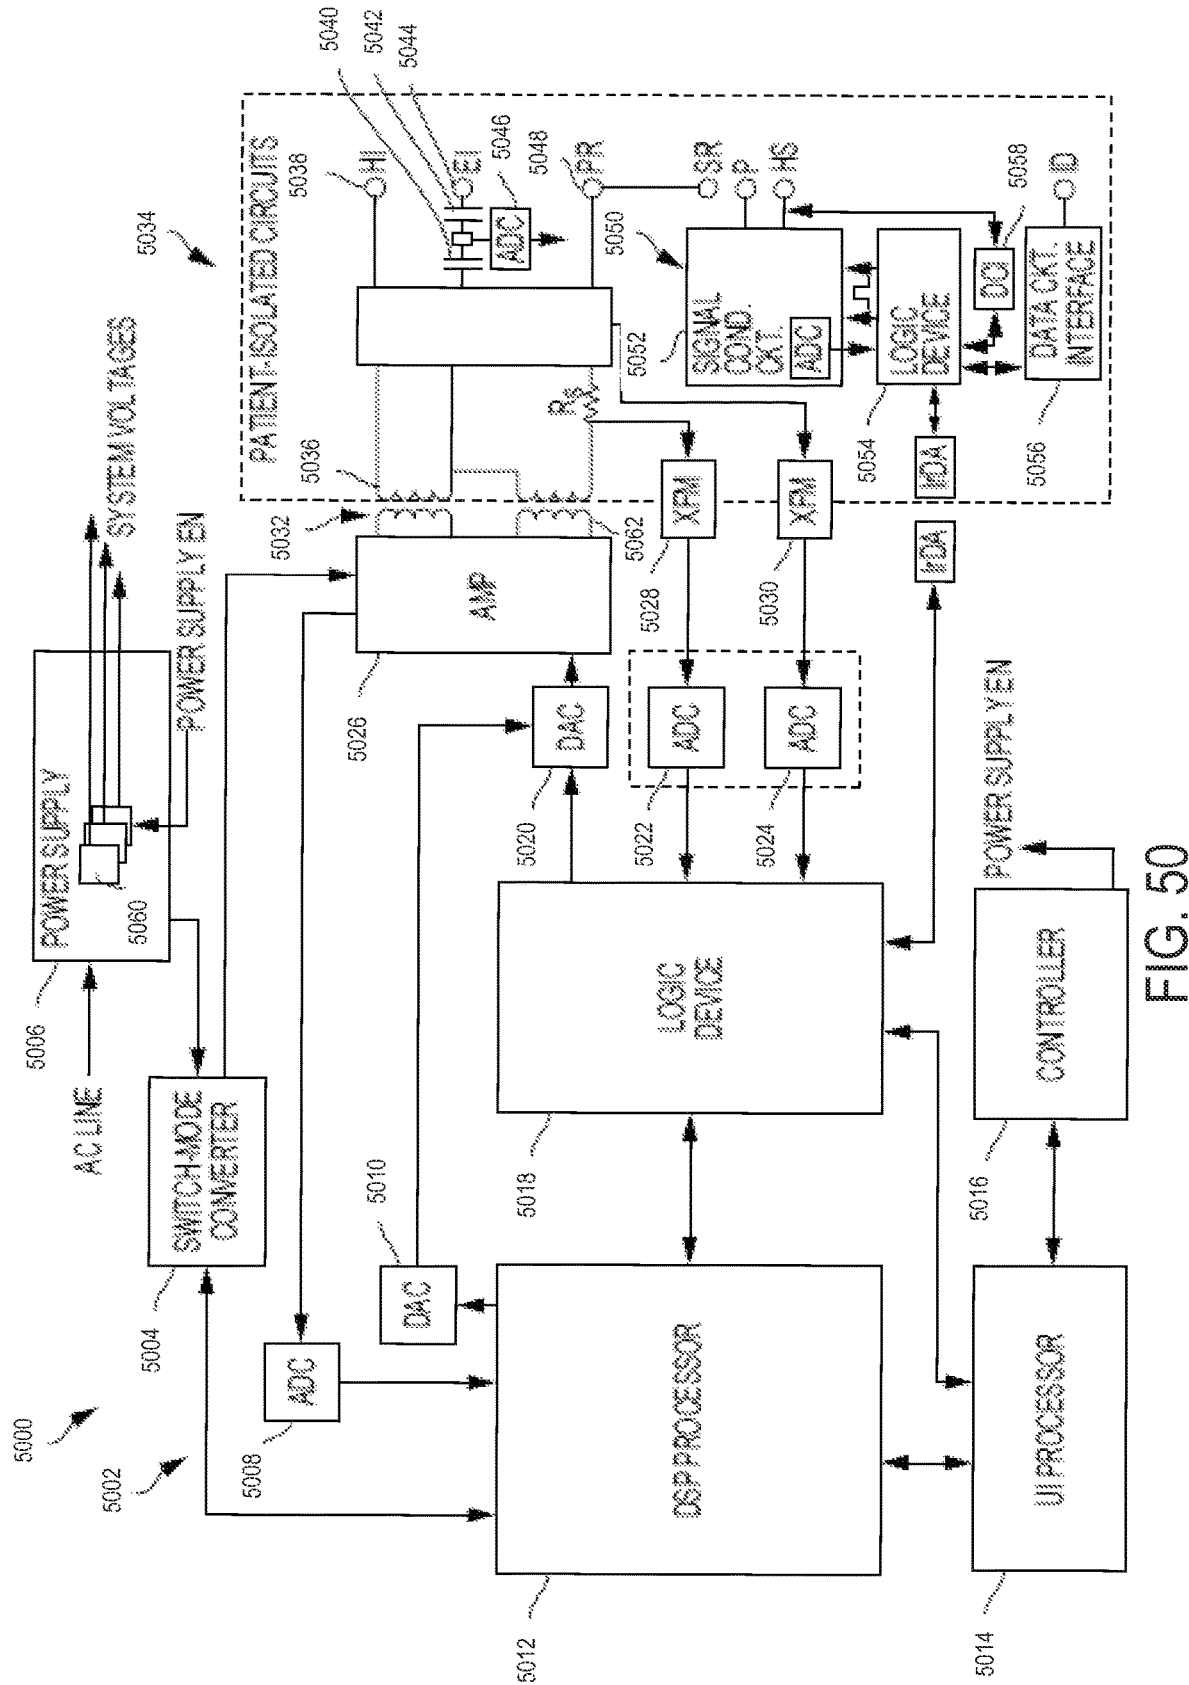 5000
5002
5034
PATIENT-ISOLATED CIRCUITS
SYSTEM VOLTAGES
POWER SUPPLY EN
POWER SUPPLY
5060
5006
AC LINE
SWITCH-MODE
CONVERTER
5004
ADC
5008
DAC
5010
DSP PROCESSOR
5012
UI PROCESSOR
5014
CONTROLLER
5016
POWER SUPPLY EN
LOGIC
DEVICE
5018
DAC
5020
ADC
5022
ADC
5024
AMP
5026
5032
5062
5036
XFM
5028
XFM
5030
IrDA
IrDA
RS
5038
HI
5040
5042
5044
EI
5046
ADC
5048
PR
SR
P
HS
5050
SIGNAL
COND.
CKT.
5052
ADC
LOGIC
DEVICE
5054
DCI
5058
DATA CKT.
INTERFACE
5056
ID
FIG. 50